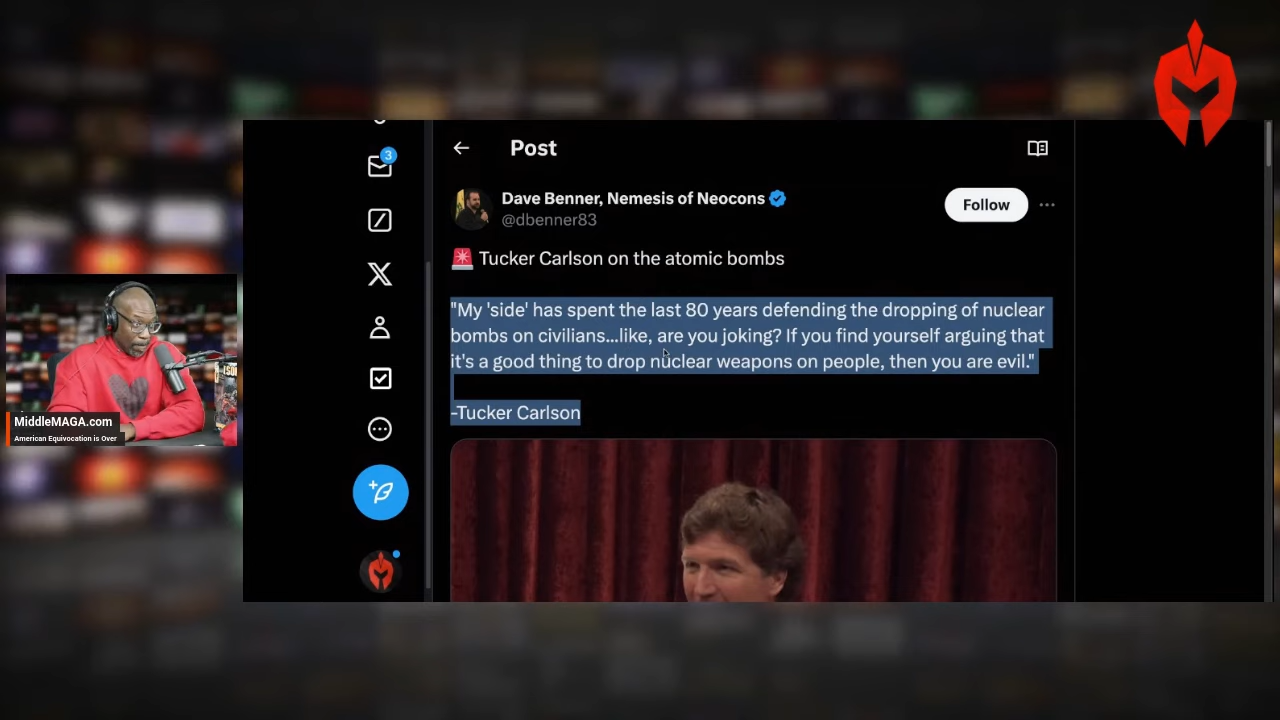 Post
Dave Benner, Nemesis of Neocons
@dbenner83
Follow
🚨 Tucker Carlson on the atomic bombs
"My 'side' has spent the last 80 years defending the dropping of nuclear
bombs on civilians...like, are you joking? If you find yourself arguing that
it's a good thing to drop nuclear weapons on people, then you are evil."
-Tucker Carlson
3
MiddleMAGA.com
American Equivocation is Over